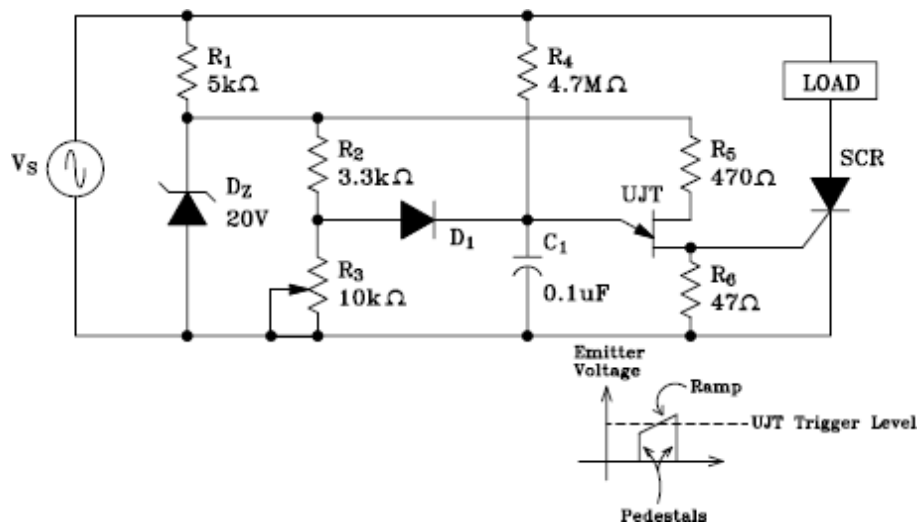 R1
5kΩ
R4
4.7MΩ
LOAD
VS
DZ
20V
R2
3.3kΩ
D1
R3
10kΩ
C1
0.1uF
UJT
R5
470Ω
SCR
R6
47Ω
Emitter
Voltage
Ramp
UJT Trigger Level
Pedestals